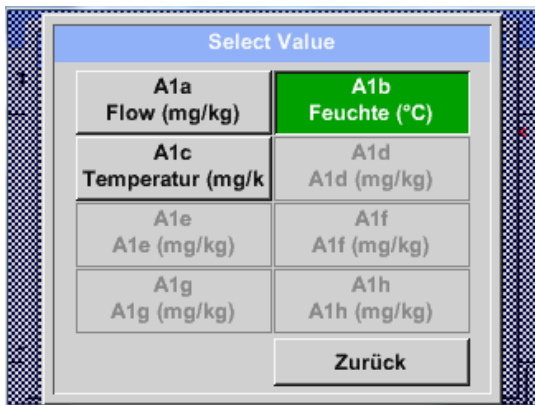 Select Value
A1a
Flow (mg/kg)
A1b
Feuchte (°C)
A1c
Temperatur (mg/k
A1d
A1d (mg/kg)
A1e
A1e (mg/kg)
A1f
A1f (mg/kg)
A1g
A1g (mg/kg)
A1h
A1h (mg/kg)
Zurück